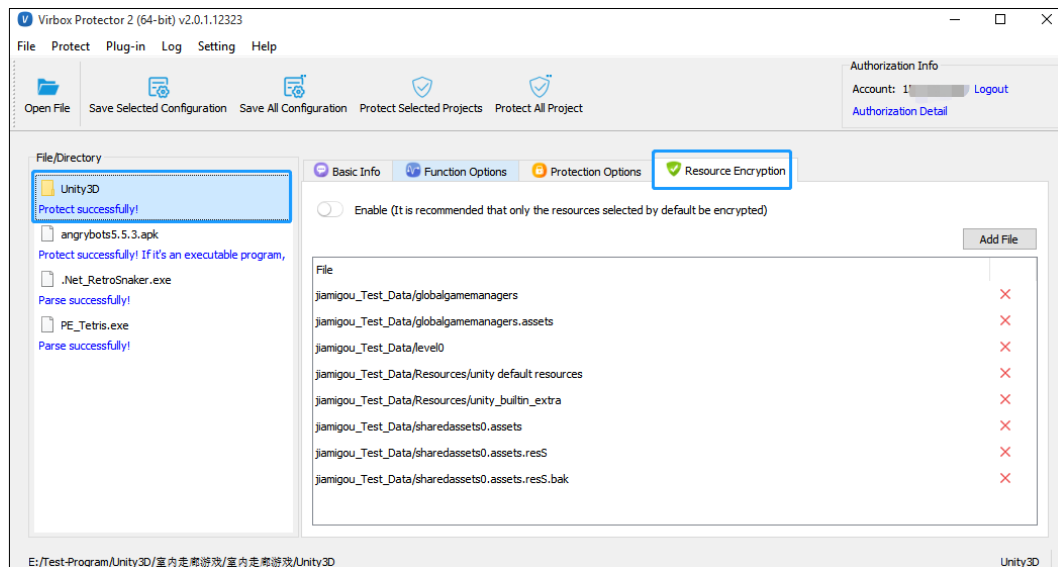 Virbox Protector 2 (64-bit) v2.0.1.12323
File Protect Plug-in Log Setting Help
Open File Save Selected Configuration Save All Configuration Protect Selected Projects Protect All Project
Authorization Info
Account: 1 Logout
Authorization Detail
File/Directory
Unity3D
Protect successfully!
angrybots5.5.3.apk
Protect successfully! If it's an executable program,
.Net_RetroSnaker.exe
Parse successfully!
PE_Tetris.exe
Parse successfully!
Basic Info Function Options Protection Options Resource Encryption
Enable (It is recommended that only the resources selected by default be encrypted)
Add File
File
jiamigou_Test_Data/globalgamemanagers
jiamigou_Test_Data/globalgamemanagers.assets
jiamigou_Test_Data/level0
jiamigou_Test_Data/Resources/unity default resources
jiamigou_Test_Data/Resources/unity_builtin_extra
jiamigou_Test_Data/sharedassets0.assets
jiamigou_Test_Data/sharedassets0.assets.resS
jiamigou_Test_Data/sharedassets0.assets.resS.bak
E:/Test-Program/Unity3D/室内走廊游戏/室内走廊游戏/Unity3D Unity3D